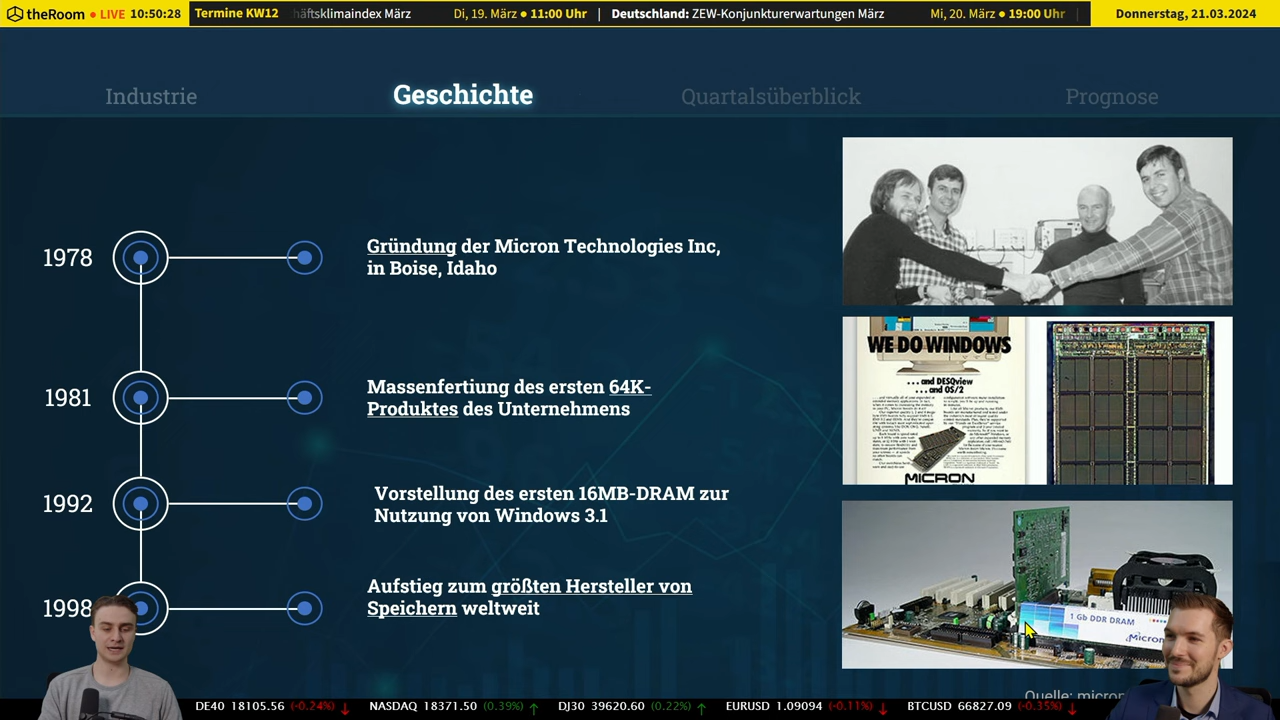 theRoom ● LIVE 10:50:28
Termine KW12
häftsklimaindex März
Di, 19. März ● 11:00 Uhr | Deutschland: ZEW-Konjunkturerwartungen März
Mi, 20. März ● 19:00 Uhr |
Donnerstag, 21.03.2024
Industrie
Geschichte
Quartalsüberblick
Prognose
1978
Gründung der Micron Technologies Inc,
in Boise, Idaho
1981
Massenfertiung des ersten 64K-
Produktes des Unternehmens
1992
Vorstellung des ersten 16MB-DRAM zur
Nutzung von Windows 3.1
1998
Aufstieg zum größten Hersteller von
Speichern weltweit
WE DO WINDOWS
...and DESQview
...and OS/2
MICRON
1 Gb DDR DRAM
Micron
Quelle: micron
DE40 18105.56 (-0.24%) ↓ NASDAQ 18371.50 (0.39%) ↑ DJ30 39620.60 (0.22%) ↑ EURUSD 1.09094 (-0.11%) ↓ BTCUSD 66827.09 (-0.35%) ↓